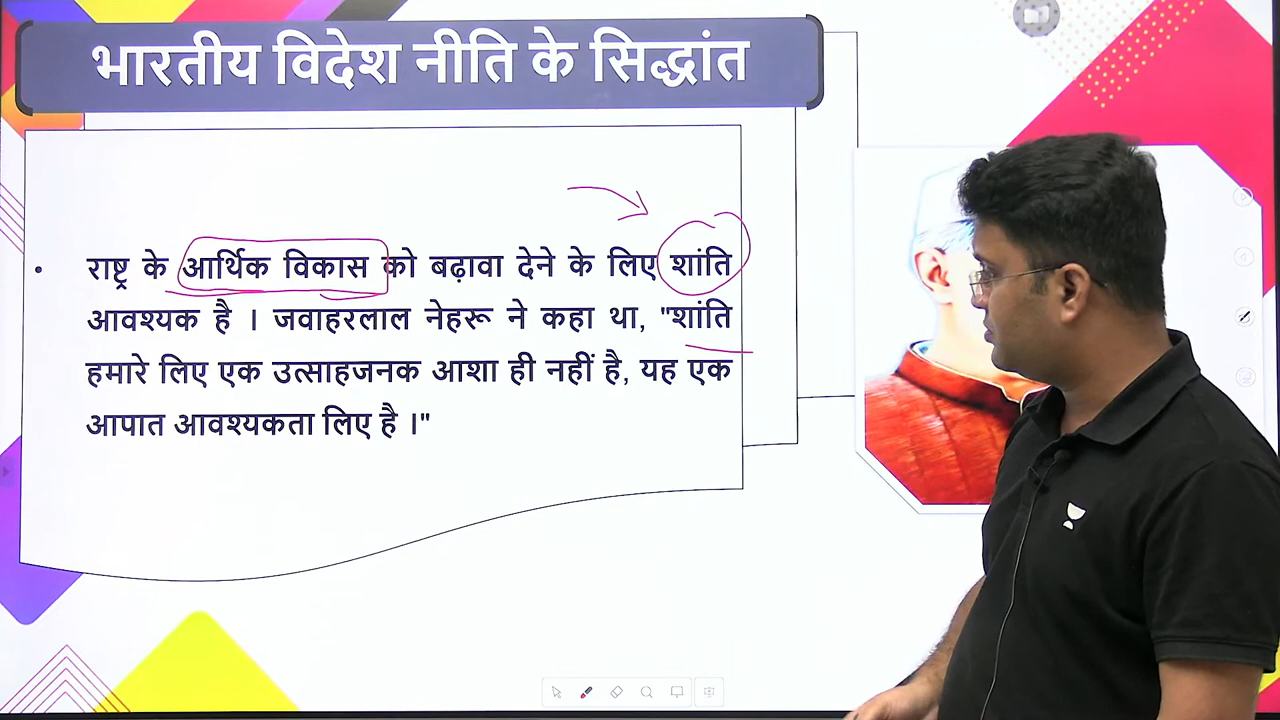 भारतीय विदेश नीति के सिद्धांत
राष्ट्र के आर्थिक विकास को बढ़ावा देने के लिए शांति
आवश्यक है । जवाहरलाल नेहरू ने कहा था, "शांति
हमारे लिए एक उत्साहजनक आशा ही नहीं है, यह एक
आपात आवश्यकता लिए है ।"